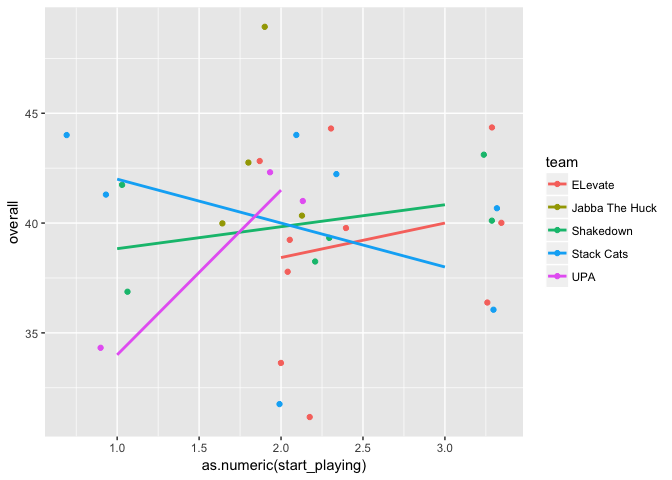 overall
45
40
35
1.0 1.5 2.0 2.5 3.0
as.numeric(start_playing)
team
ELevate
Jabba The Huck
Shakedown
Stack Cats
UPA